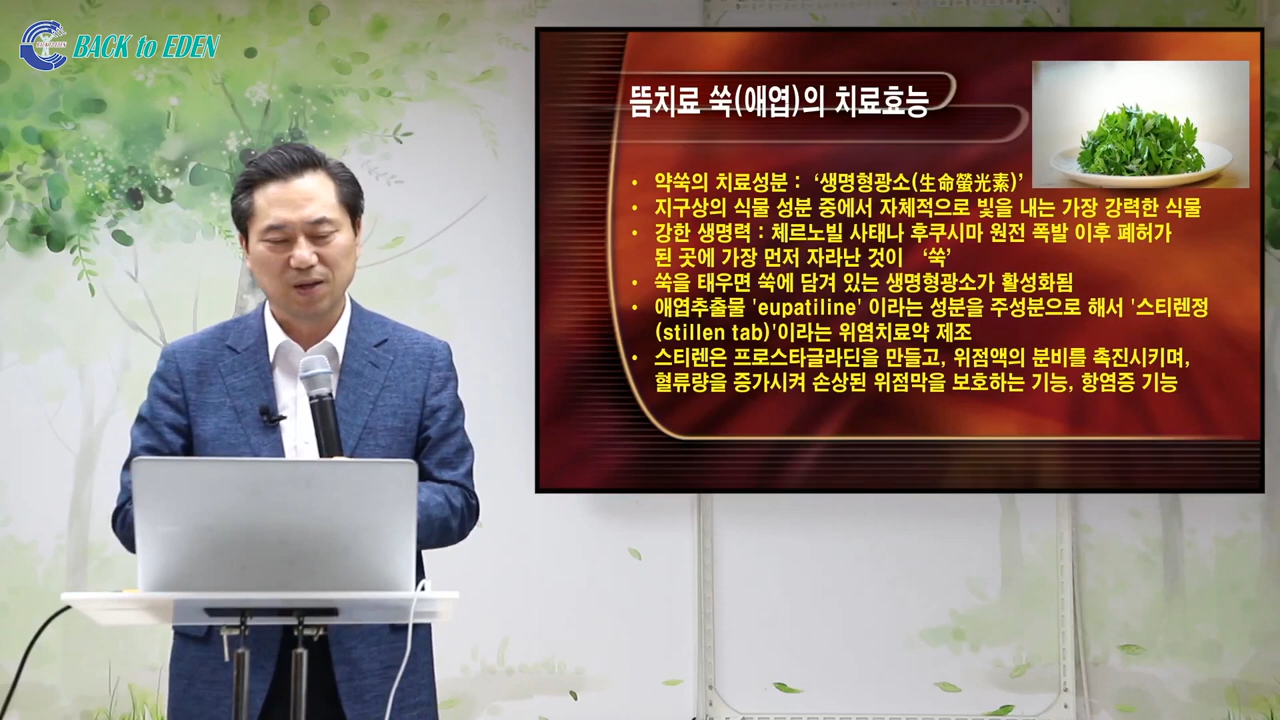 BACK to EDEN
뜸치료 쑥(애엽)의 치료효능
• 약쑥의 치료성분 : ‘생명형광소(生命螢光素)’
• 지구상의 식물 성분 중에서 자체적으로 빛을 내는 가장 강력한 식물
• 강한 생명력 : 체르노빌 사태나 후쿠시마 원전 폭발 이후 폐허가
된 곳에 가장 먼저 자라난 것이 ‘쑥’
• 쑥을 태우면 쑥에 담겨 있는 생명형광소가 활성화됨
• 애엽추출물 'eupatiline' 이라는 성분을 주성분으로 해서 '스티렌정
(stillen tab)'이라는 위염치료약 제조
• 스티렌은 프로스타글라딘을 만들고, 위점액의 분비를 촉진시키며,
혈류량을 증가시켜 손상된 위점막을 보호하는 기능, 항염증 기능